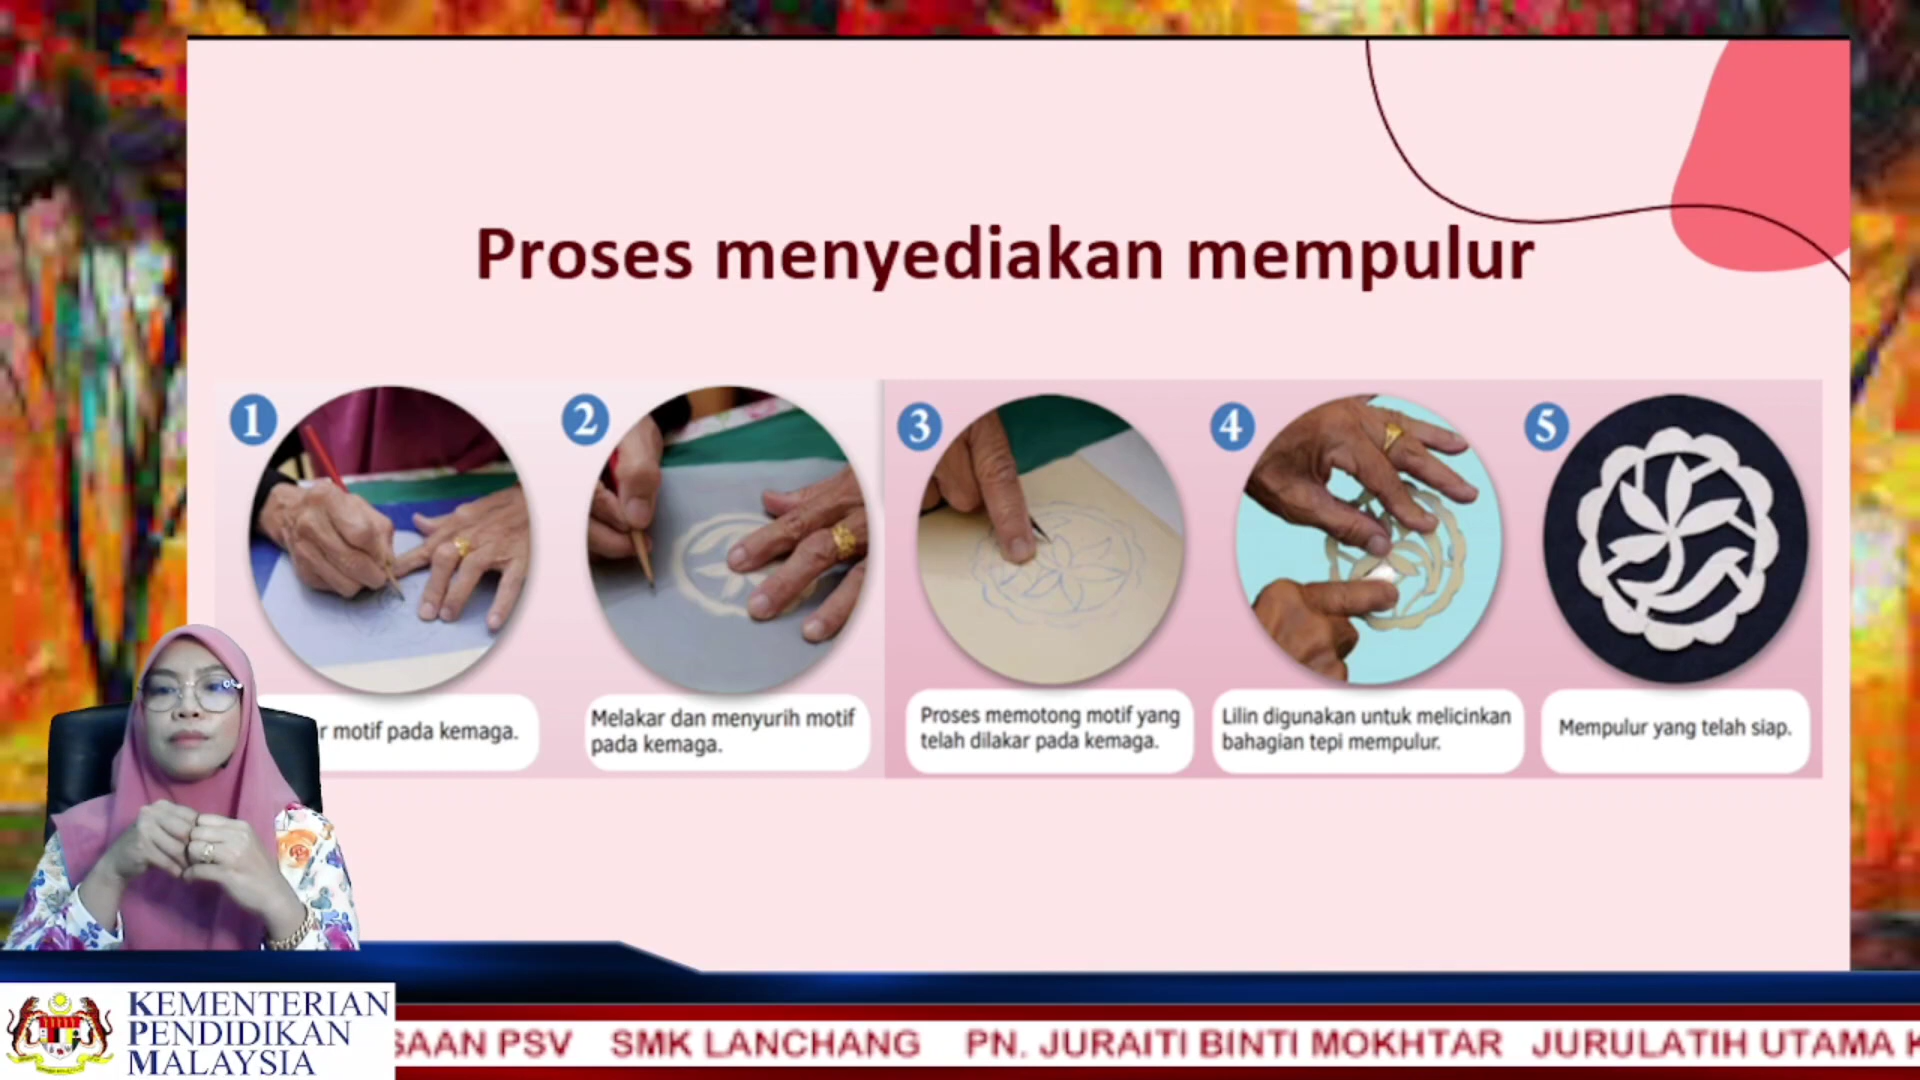 Proses menyediakan mempulur
1
2
3
4
5
motif pada kemaga.
Melakar dan menyurih motif
pada kemaga.
Proses memotong motif yang
telah dilakar pada kemaga.
Lilin digunakan untuk melicinkan
bahagian tepi mempulur.
Mempulur yang telah siap.
KEMENTERIAN
PENDIDIKAN
MALAYSIA
PSV SMK LANCHANG PN. JURAITI BINTI MOKHTAR JURULATIH UTAMA